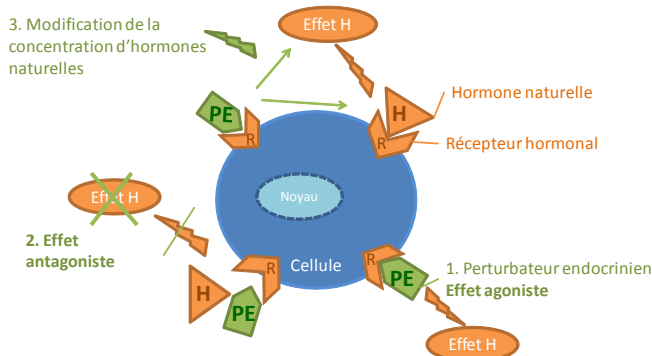 3. Modification de la
concentration d'hormones
naturelles
Effet H
PE
R
H
R
Hormone naturelle
Récepteur hormonal
Noyau
Effet H
2. Effet
antagoniste
H
PE
R
Cellule
R
PE
1. Perturbateur endocrinien
Effet agoniste
Effet H